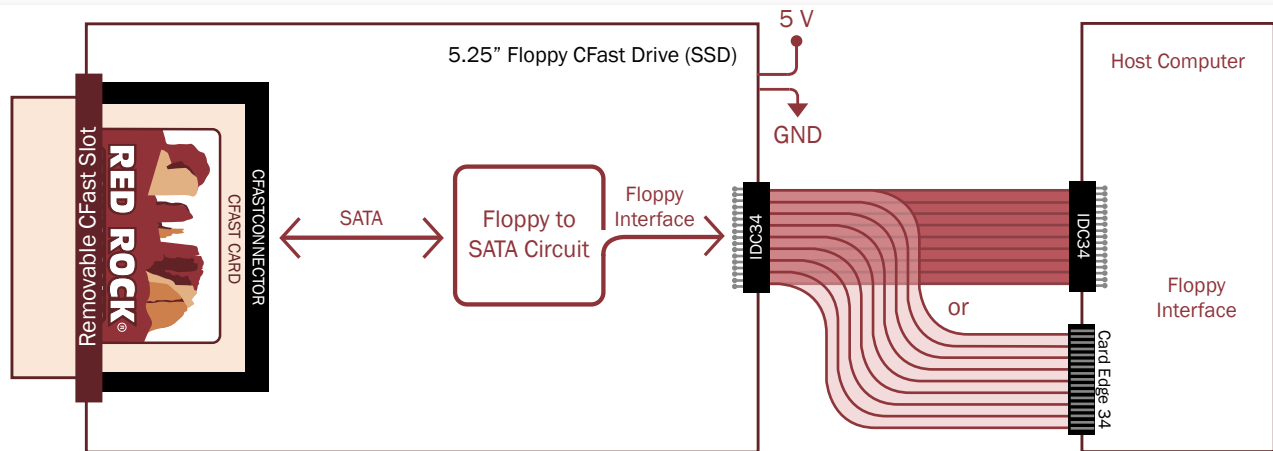 5 V
5.25” Floppy CFast Drive (SSD)
GND
Host Computer
Removable CFast Slot
RED ROCK®
CFAST CARD
CFASTCONNECTOR
SATA
Floppy to
SATA Circuit
Floppy
Interface
IDC34
IDC34
or
Floppy
Interface
Card Edge 34